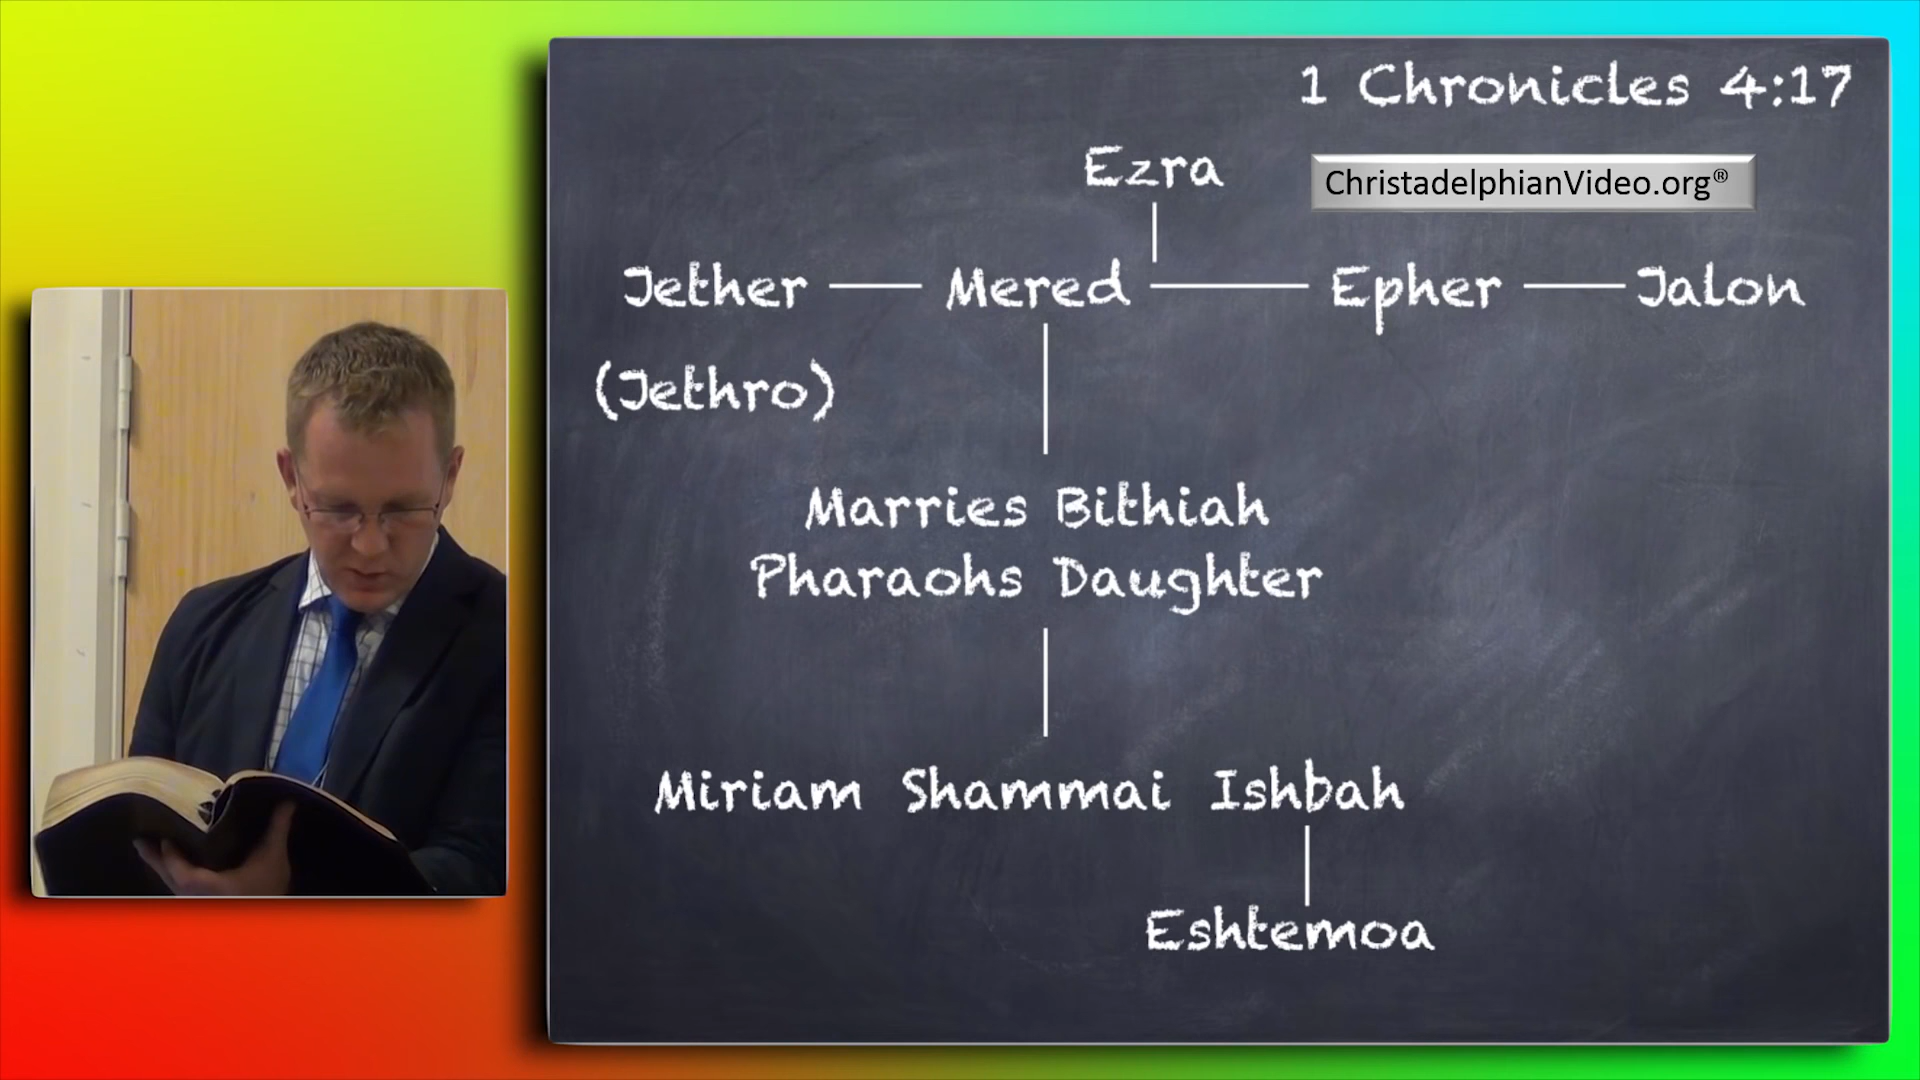 1 Chronicles 4:17
Ezra
ChristadelphianVideo.org®
Jether Mered Epher Jalon
(Jethro)
Marries Bithiah
Pharaohs Daughter
Miriam Shammai Ishbah
Eshtemoa